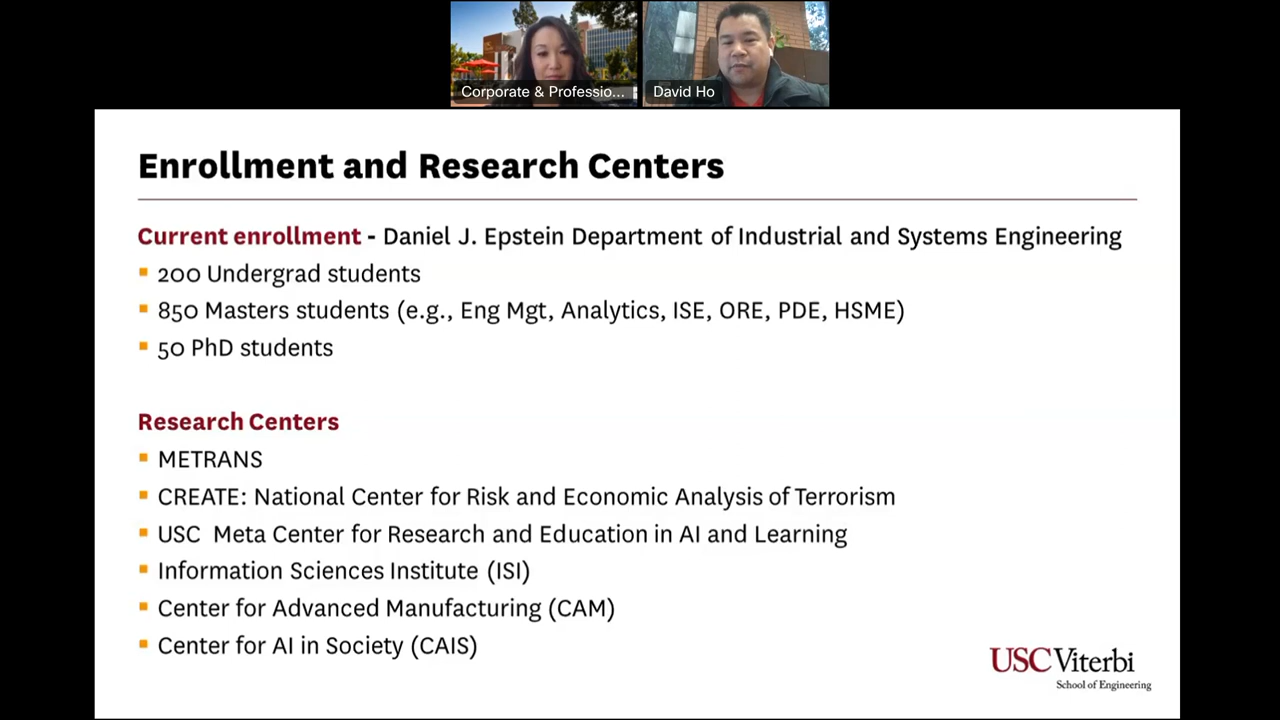 Corporate & Professio...
David Ho
Enrollment and Research Centers
Current enrollment - Daniel J. Epstein Department of Industrial and Systems Engineering
200 Undergrad students
850 Masters students (e.g., Eng Mgt, Analytics, ISE, ORE, PDE, HSME)
50 PhD students
Research Centers
METRANS
CREATE: National Center for Risk and Economic Analysis of Terrorism
USC Meta Center for Research and Education in AI and Learning
Information Sciences Institute (ISI)
Center for Advanced Manufacturing (CAM)
Center for AI in Society (CAIS)
USC Viterbi
School of Engineering